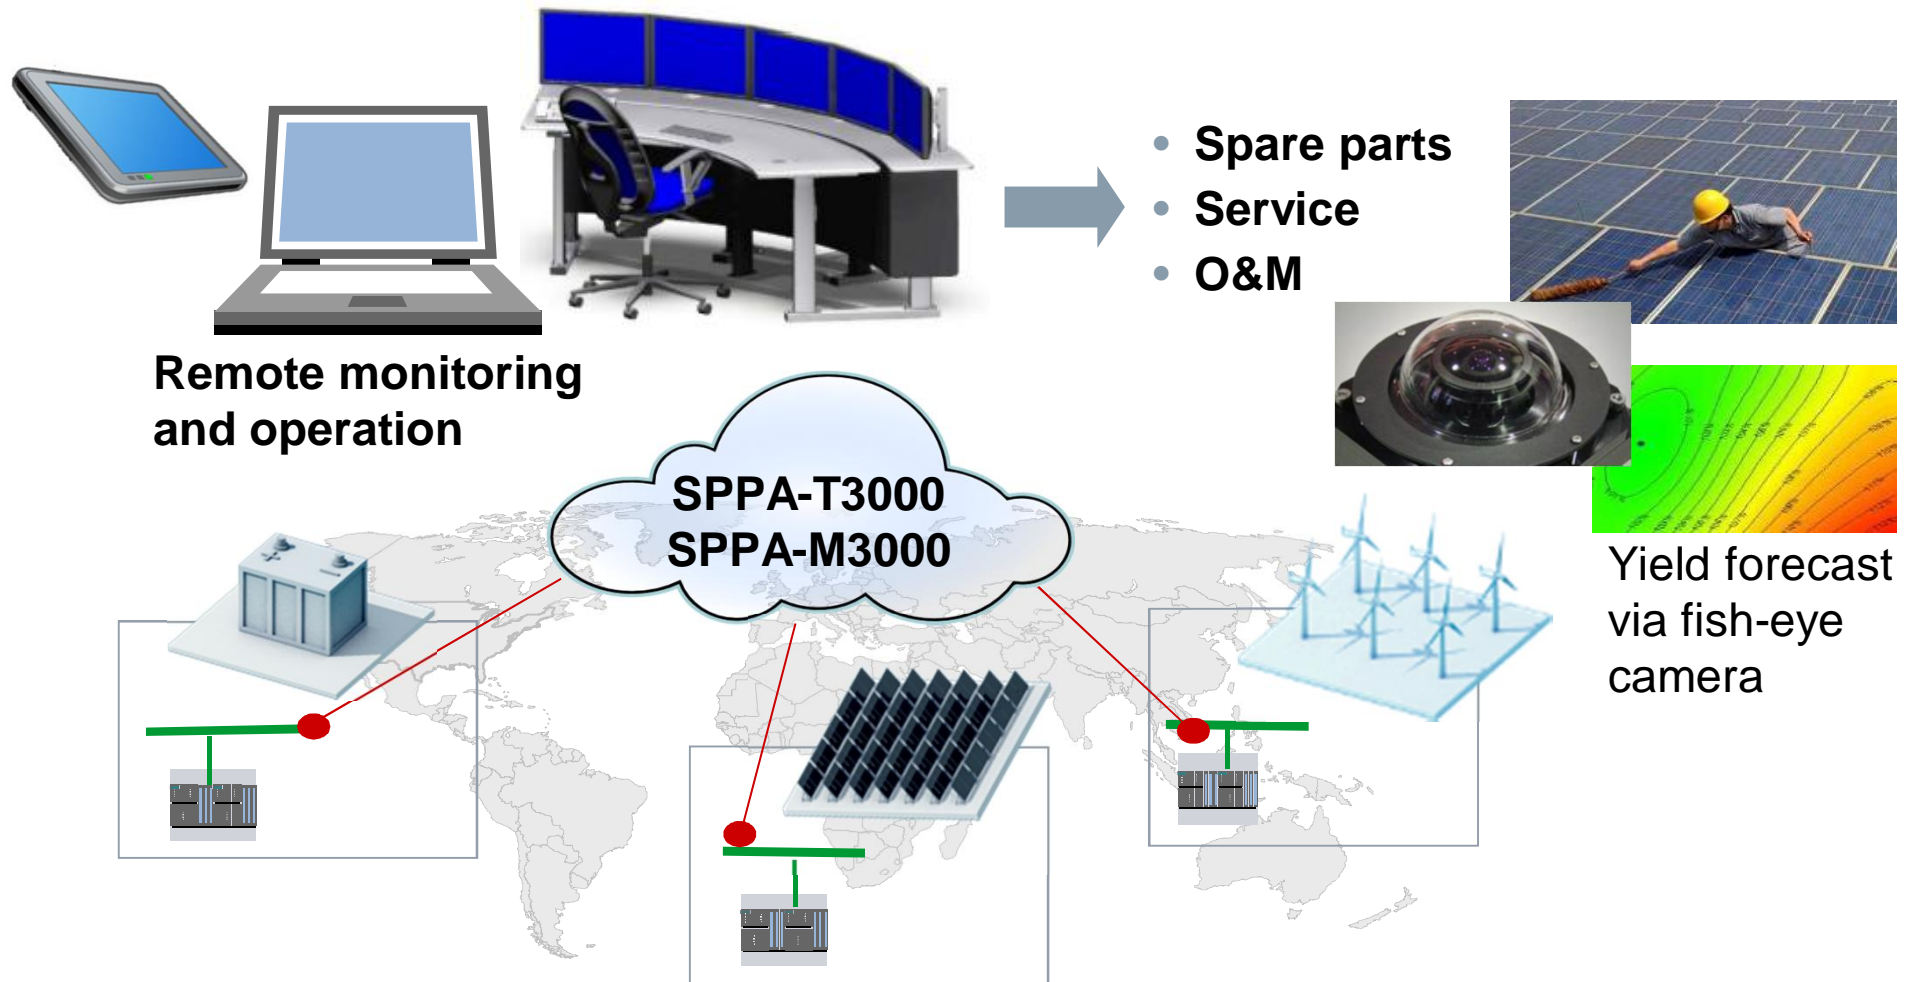 Spare parts
Service
O&M
Remote monitoring
and operation
SPPA-T3000
SPPA-M3000
Yield forecast
via fish-eye
camera